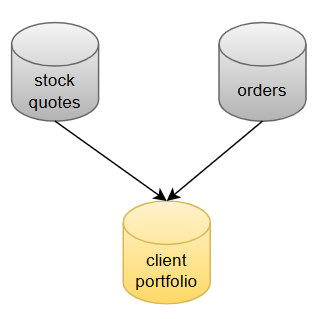 stock
quotes
orders
client
portfolio